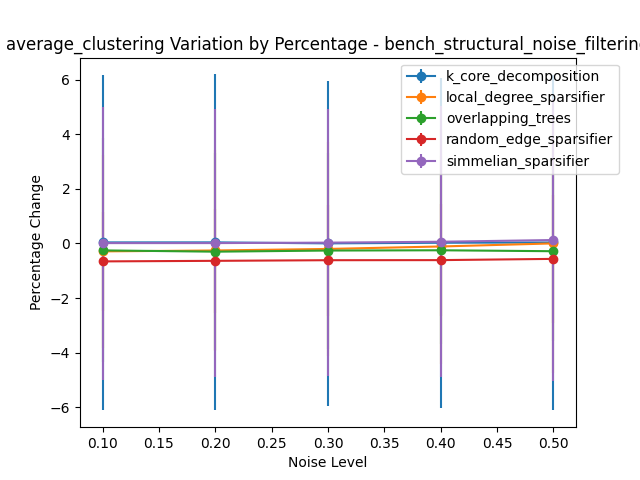 average_clustering Variation by Percentage - bench_structural_noise_filtering
k_core_decomposition
local_degree_sparsifier
overlapping_trees
random_edge_sparsifier
simmelian_sparsifier
Percentage Change
6
4
2
0
−2
−4
−6
0.10 0.15 0.20 0.25 0.30 0.35 0.40 0.45 0.50
Noise Level